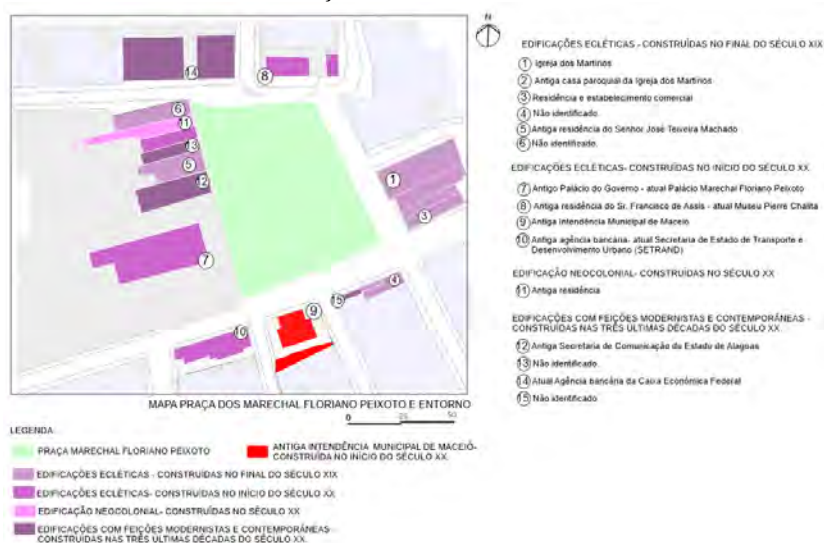 N
EDIFICAÇÕES ECLÉTICAS - CONSTRUÍDAS NO FINAL DO SÉCULO XIX
1 Igreja dos Martírios
2 Antiga casa paroquial da Igreja dos Martírios
3 Residência e estabelecimento comercial
4 Não identificado
5 Antiga residência do Senhor José Teixeira Machado
6 Não identificado
EDIFICAÇÕES ECLÉTICAS- CONSTRUÍDAS NO INÍCIO DO SÉCULO XX
7 Antigo Palácio do Governo - atual Palácio Marechal Floriano Peixoto
8 Antiga residência do Sr. Francisco de Assis - atual Museu Pierre Chalita
9 Antiga Intendência Municipal de Maceió
10 Antiga agência bancária- atual Secretaria de Estado de Transporte e
Desenvolvimento Urbano (SETRAND)
EDIFICAÇÃO NEOCOLONIAL- CONSTRUÍDAS NO SÉCULO XX
11 Antiga residência
EDIFICAÇÕES COM FEIÇÕES MODERNISTAS E CONTEMPORÂNEAS -
CONSTRUÍDAS NAS TRÊS ÚLTIMAS DÉCADAS DO SÉCULO XX
12 Antiga Secretaria de Comunicação do Estado de Alagoas
13 Não identificado
14 Atual Agência bancária da Caixa Econômica Federal
15 Não identificado
14
8
6
11
13
5
12
7
1
3
4
15
9
10
MAPA PRAÇA DOS MARECHAL FLORIANO PEIXOTO E ENTORNO
0 25 50
LEGENDA
PRAÇA MARECHAL FLORIANO PEIXOTO
ANTIGA INTENDÊNCIA MUNICIPAL DE MACEIÓ-
CONSTRUÍDA NO INÍCIO DO SÉCULO XX.
EDIFICAÇÕES ECLÉTICAS - CONSTRUÍDAS NO FINAL DO SÉCULO XIX
EDIFICAÇÕES ECLÉTICAS- CONSTRUÍDAS NO INÍCIO DO SÉCULO XX
EDIFICAÇÃO NEOCOLONIAL- CONSTRUÍDAS NO SÉCULO XX
EDIFICAÇÕES COM FEIÇÕES MODERNISTAS E CONTEMPORÂNEAS
CONSTRUÍDAS NAS TRÊS ÚLTIMAS DÉCADAS DO SÉCULO XX.